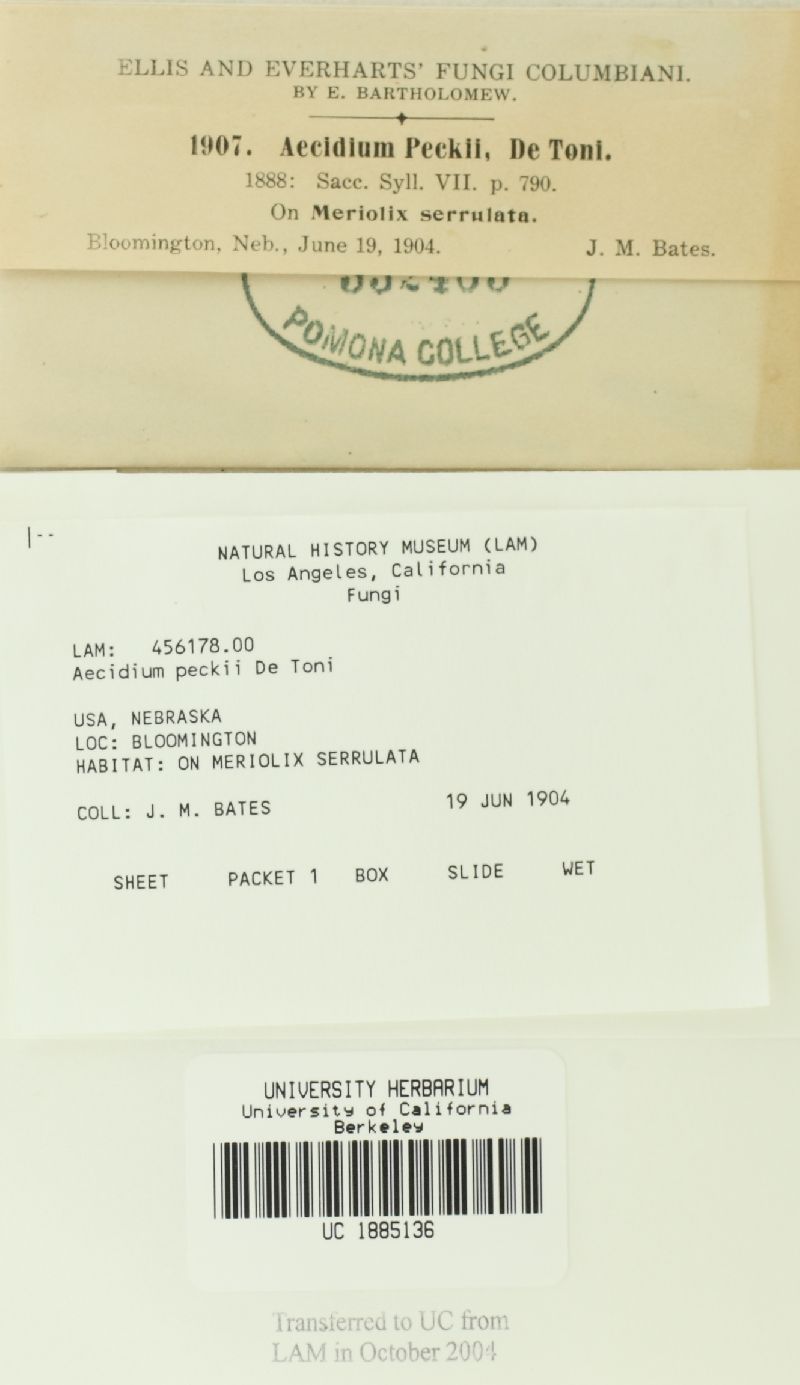 ELLIS AND EVERHARTS' FUNGI COLUMBIANI.
BY E. BARTHOLOMEW.
1907. Aecidium Peckii, De Toni.
1888: Sacc. Syll. VII. p. 790.
On Meriolix serrulata.
Bloomington, Neb., June 19, 1904. J. M. Bates.
POMONA COLLEGE
NATURAL HISTORY MUSEUM (LAM)
Los Angeles, California
Fungi
LAM: 456178.00
Aecidium peckii De Toni
USA, NEBRASKA
LOC: BLOOMINGTON
HABITAT: ON MERIOLIX SERRULATA
COLL: J. M. BATES 19 JUN 1904
SHEET PACKET 1 BOX SLIDE WET
UNIVERSITY HERBARIUM
University of California
Berkeley
UC 1885136
Transferred to UC from
LAM in October 2004